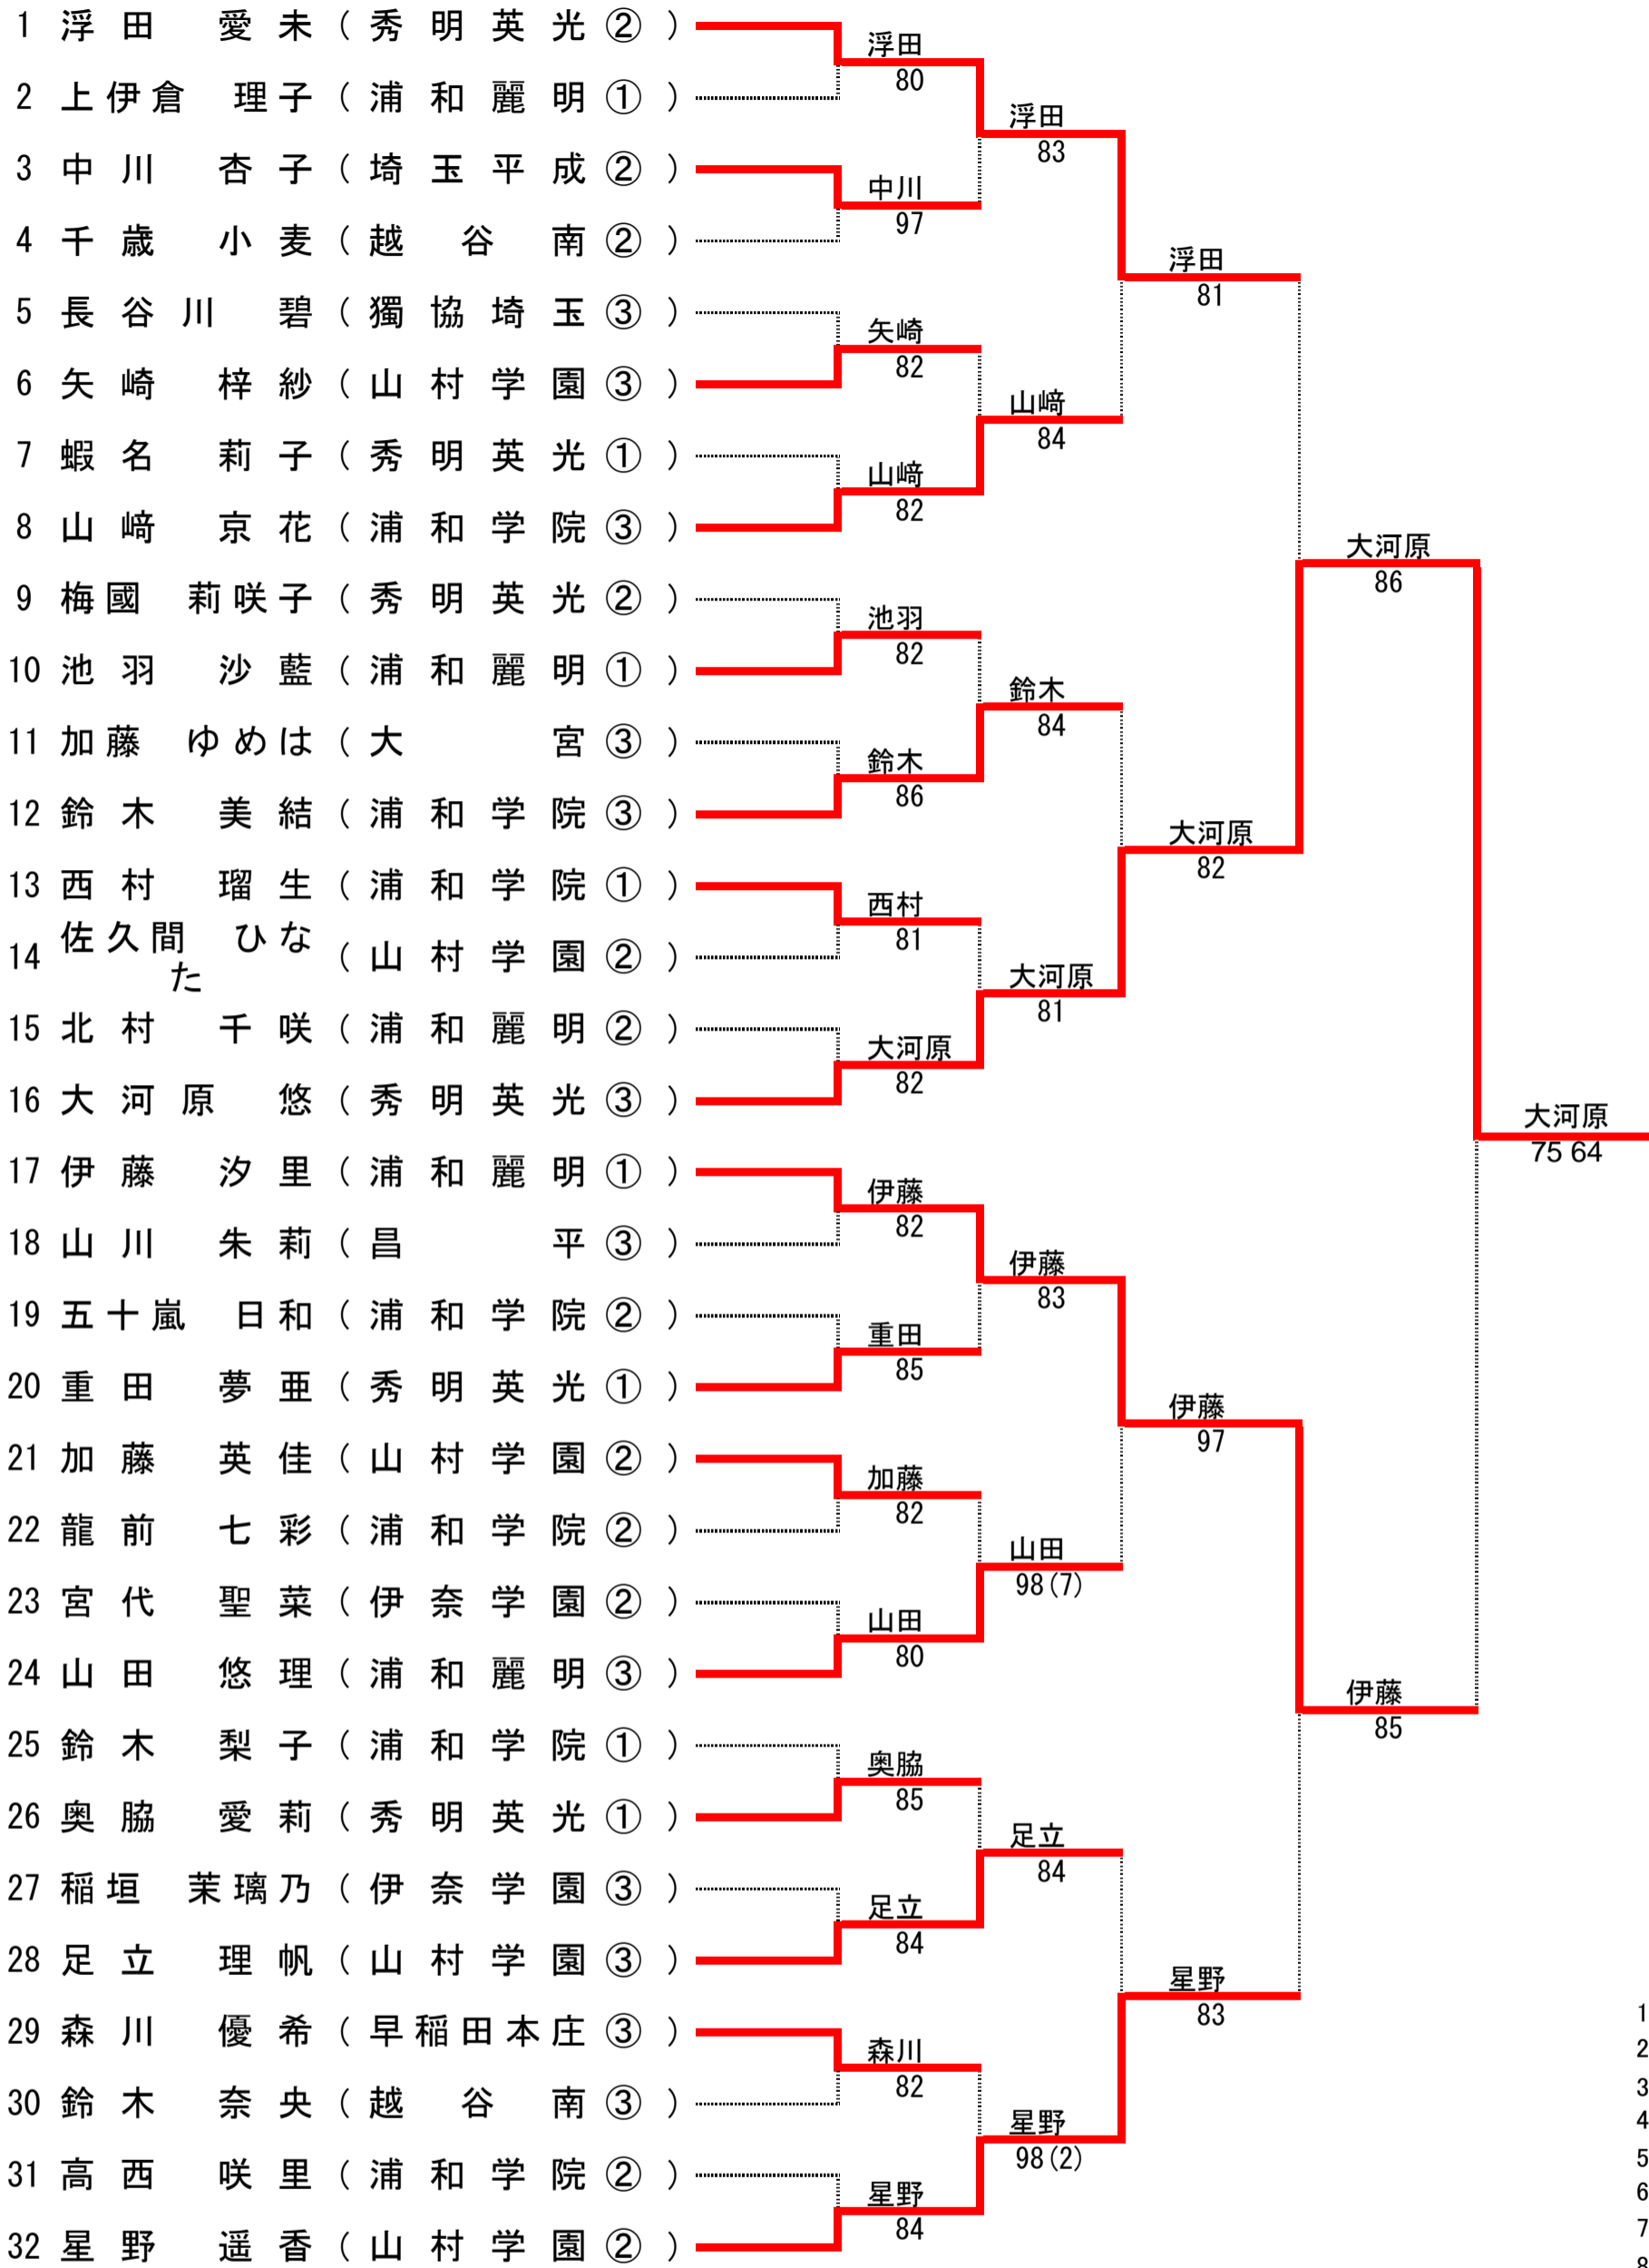 1 浮田 愛未 ( 秀明英光 ② )
2 上伊倉 理子 ( 浦和麗明 ① )
3 中川 杏子 ( 埼玉平成 ② )
4 千歳 小麦 ( 越谷南 ② )
5 長谷川 碧 ( 獨協埼玉 ③ )
6 矢崎 梓紗 ( 山村学園 ③ )
7 蝦名 莉子 ( 秀明英光 ① )
8 山﨑 京花 ( 浦和学院 ③ )
9 梅國 莉咲子 ( 秀明英光 ② )
10 池羽 沙藍 ( 浦和麗明 ① )
11 加藤 ゆめは ( 大宮 ③ )
12 鈴木 美結 ( 浦和学院 ③ )
13 西村 瑠生 ( 浦和学院 ① )
14 佐久間 ひなた ( 山村学園 ② )
15 北村 千咲 ( 浦和麗明 ② )
16 大河原 悠 ( 秀明英光 ③ )
17 伊藤 汐里 ( 浦和麗明 ① )
18 山川 朱莉 ( 昌平 ③ )
19 五十嵐 日和 ( 浦和学院 ② )
20 重田 夢亜 ( 秀明英光 ① )
21 加藤 英佳 ( 山村学園 ② )
22 龍前 七彩 ( 浦和学院 ② )
23 宮代 聖菜 ( 伊奈学園 ② )
24 山田 悠理 ( 浦和麗明 ③ )
25 鈴木 梨子 ( 浦和学院 ① )
26 奥脇 愛莉 ( 秀明英光 ① )
27 稲垣 茉璃乃 ( 伊奈学園 ③ )
28 足立 理帆 ( 山村学園 ③ )
29 森川 優希 ( 早稲田本庄 ③ )
30 鈴木 奈央 ( 越谷南 ③ )
31 高西 咲里 ( 浦和学院 ② )
32 星野 遥香 ( 山村学園 ② )
浮田
80
中川
97
矢崎
82
山﨑
82
池羽
82
鈴木
86
西村
81
大河原
82
伊藤
82
重田
85
加藤
82
山田
80
奥脇
85
足立
84
森川
82
星野
84
浮田
83
山﨑
84
鈴木
84
大河原
81
伊藤
83
山田
98(7)
足立
84
星野
98(2)
浮田
81
大河原
82
伊藤
97
星野
83
大河原
86
伊藤
85
大河原
75 64
1
2
3
4
5
6
7
8